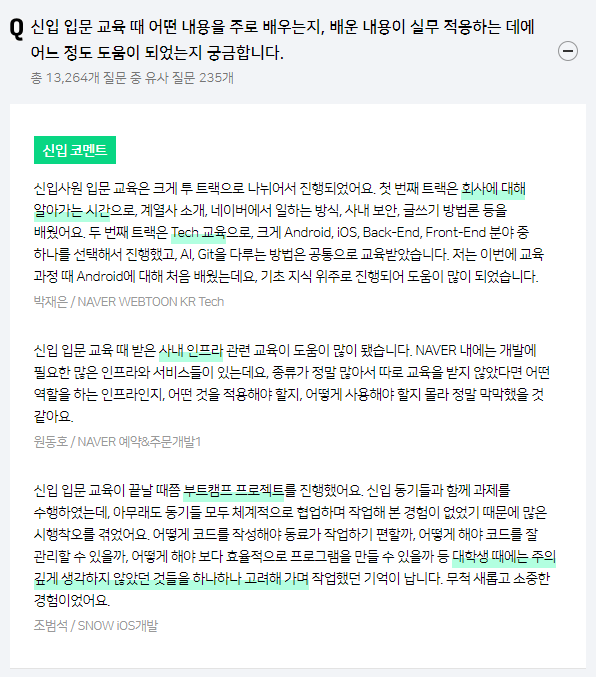 Q 신입 입문 교육 때 어떤 내용을 주로 배우는지, 배운 내용이 실무 적용하는 데에
어느 정도 도움이 되었는지 궁금합니다.
총 13,264개 질문 중 유사 질문 235개
신입 코멘트
신입사원 입문 교육은 크게 투 트랙으로 나뉘어서 진행되었어요. 첫 번째 트랙은 회사에 대해
알아가는 시간으로, 계열사 소개, 네이버에서 일하는 방식, 사내 보안, 글쓰기 방법론 등을
배웠어요. 두 번째 트랙은 Tech 교육으로, 크게 Android, iOS, Back-End, Front-End 분야 중
하나를 선택해서 진행했고, AI, Git을 다루는 방법은 공통으로 교육받았습니다. 저는 이번에 교육
과정 때 Android에 대해 처음 배웠는데요, 기초 지식 위주로 진행되어 도움이 많이 되었습니다.
박재은 / NAVER WEBTOON KR Tech
신입 입문 교육 때 받은 사내 인프라 관련 교육이 도움이 많이 됐습니다. NAVER 내에는 개발에
필요한 많은 인프라와 서비스들이 있는데요, 종류가 정말 많아서 따로 교육을 받지 않았다면 어떤
역할을 하는 인프라인지, 어떤 것을 적용해야 할지, 어떻게 사용해야 할지 몰라 정말 막막했을 것
같아요.
원동호 / NAVER 예약&주문개발1
신입 입문 교육이 끝날 때쯤 부트캠프 프로젝트를 진행했어요. 신입 동기들과 함께 과제를
수행하였는데, 아무래도 동기들 모두 체계적으로 협업하며 작업해 본 경험이 없었기 때문에 많은
시행착오를 겪었어요. 어떻게 코드를 작성해야 동료가 작업하기 편할까, 어떻게 해야 코드를 잘
관리할 수 있을까, 어떻게 해야 보다 효율적으로 프로그램을 만들 수 있을까 등 대학생 때에는 주의
깊게 생각하지 않았던 것들을 하나하나 고려해 가며 작업했던 기억이 납니다. 무척 새롭고 소중한
경험이었어요.
조범석 / SNOW iOS개발